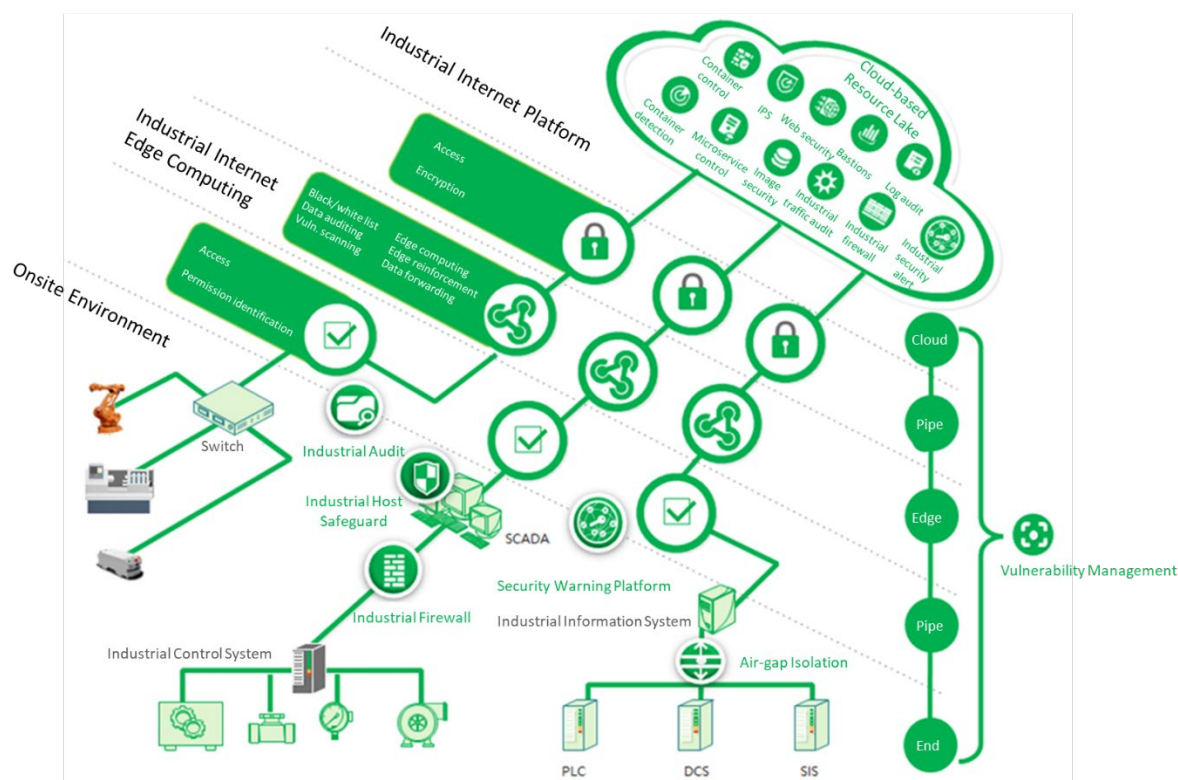 Industrial Internet Platform
Cloud-based
Resource Lake
Container
control
IPS
Web security
Bastions
Log audit
Container
detection
Microservice
control
Image
security
Industrial
traffic audit
Industrial
firewall
Industrial
security
alert
Access
Encryption
Industrial Internet
Edge Computing
Black/white list
Data auditing
Vuln. scanning
Edge computing
Edge reinforcement
Data forwarding
Onsite Environment
Access
Permission identification
Switch
Industrial Audit
Industrial Host
Safeguard
SCADA
Industrial Firewall
Security Warning Platform
Industrial Information System
Industrial Control System
Air-gap Isolation
PLC
DCS
SIS
Cloud
Pipe
Edge
Pipe
End
Vulnerability Management